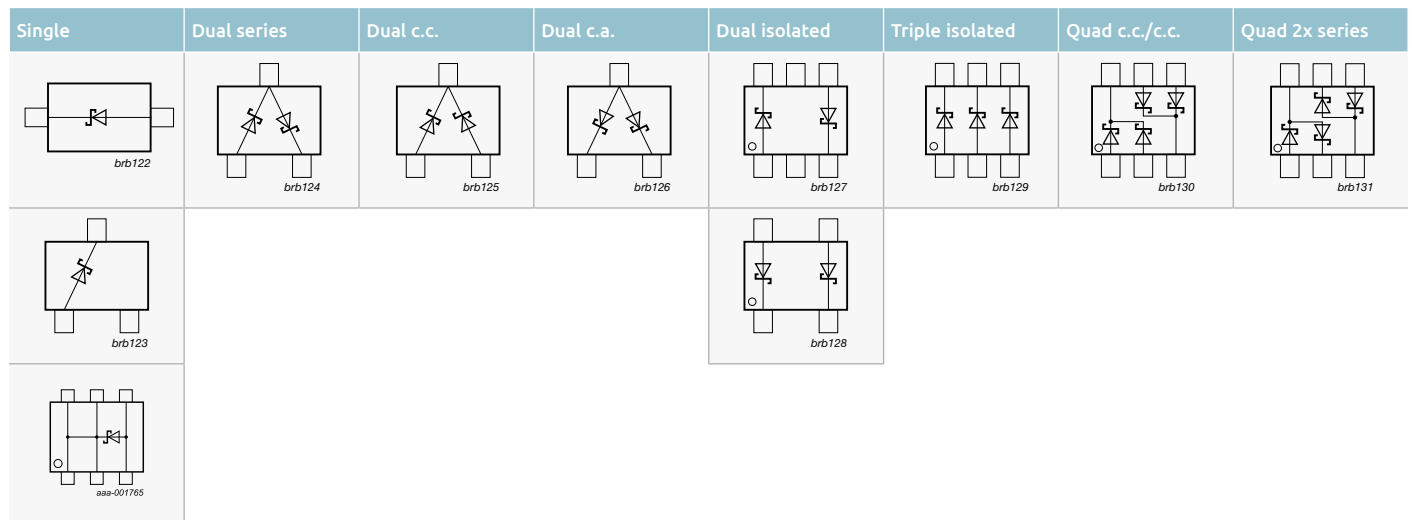 Single Dual series Dual c.c. Dual c.a. Dual isolated Triple isolated Quad c.c./c.c. Quad 2x series
brb122 brb124 brb125 brb126 brb127 brb129 brb130 brb131
brb123 brb128
aaa-001765